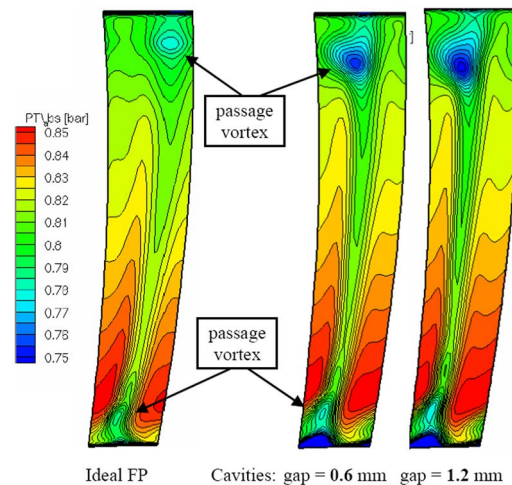 ]
PT\_abs [bar]
0.85
0.84
0.83
0.82
0.81
0.8
0.79
0.78
0.77
0.76
0.75
passage
vortex
passage
vortex
Ideal FP
Cavities: gap = 0.6 mm gap = 1.2 mm